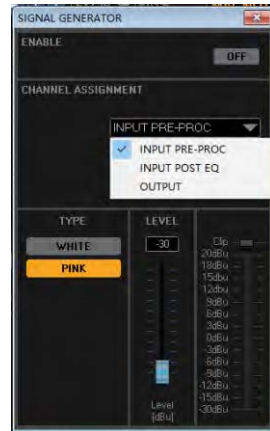 SIGNAL GENERATOR
ENABLE
OFF
CHANNEL ASSIGNMENT
INPUT PRE-PROC
INPUT PRE-PROC
INPUT POST EQ
OUTPUT
TYPE
LEVEL
WHITE
-30
PINK
Clip
20dBu
18dBu
15dBu
12dBu
9dBu
6dBu
3dBu
0dBu
-3dBu
-6dBu
-9dBu
-12dBu
-15dBu
-30dBu
Level
(dBu)